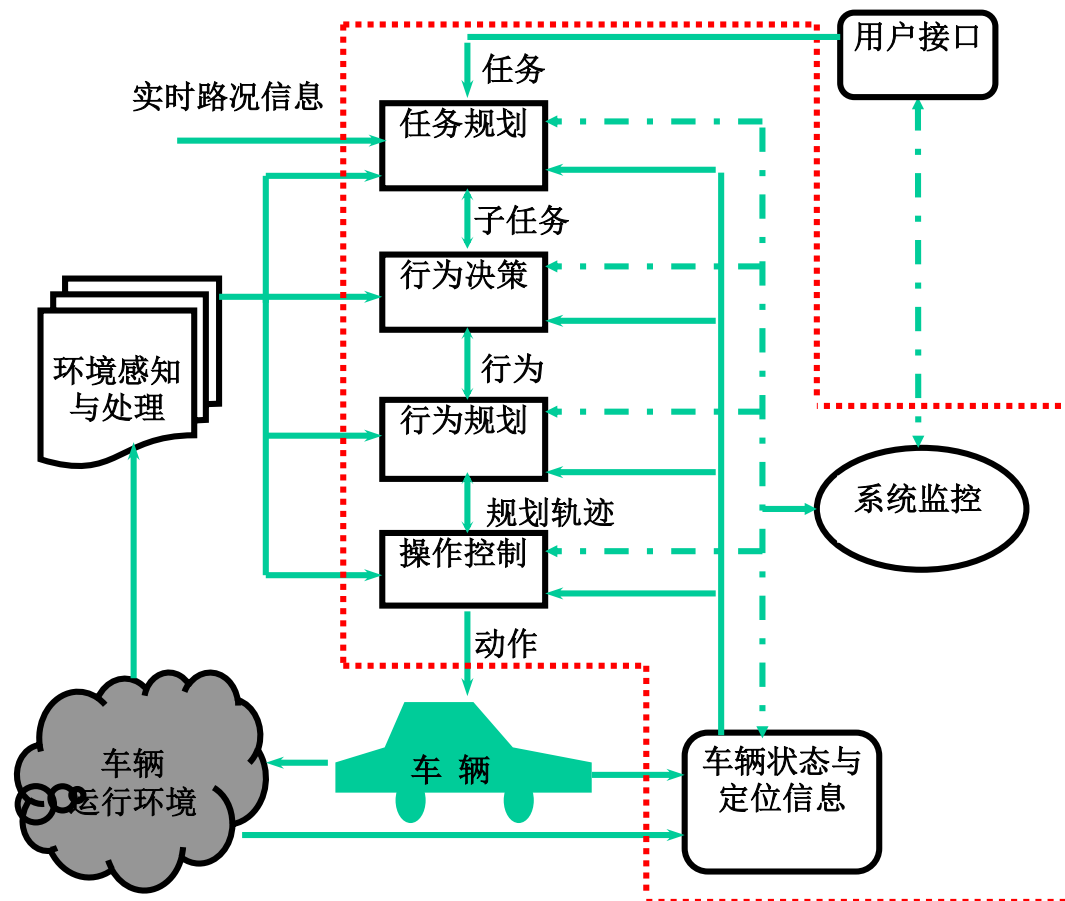 用户接口
任务
实时路况信息
任务规划
子任务
行为决策
环境感知
与处理
行为
行为规划
系统监控
规划轨迹
操作控制
动作
车辆
运行环境
车 辆
车辆状态与
定位信息